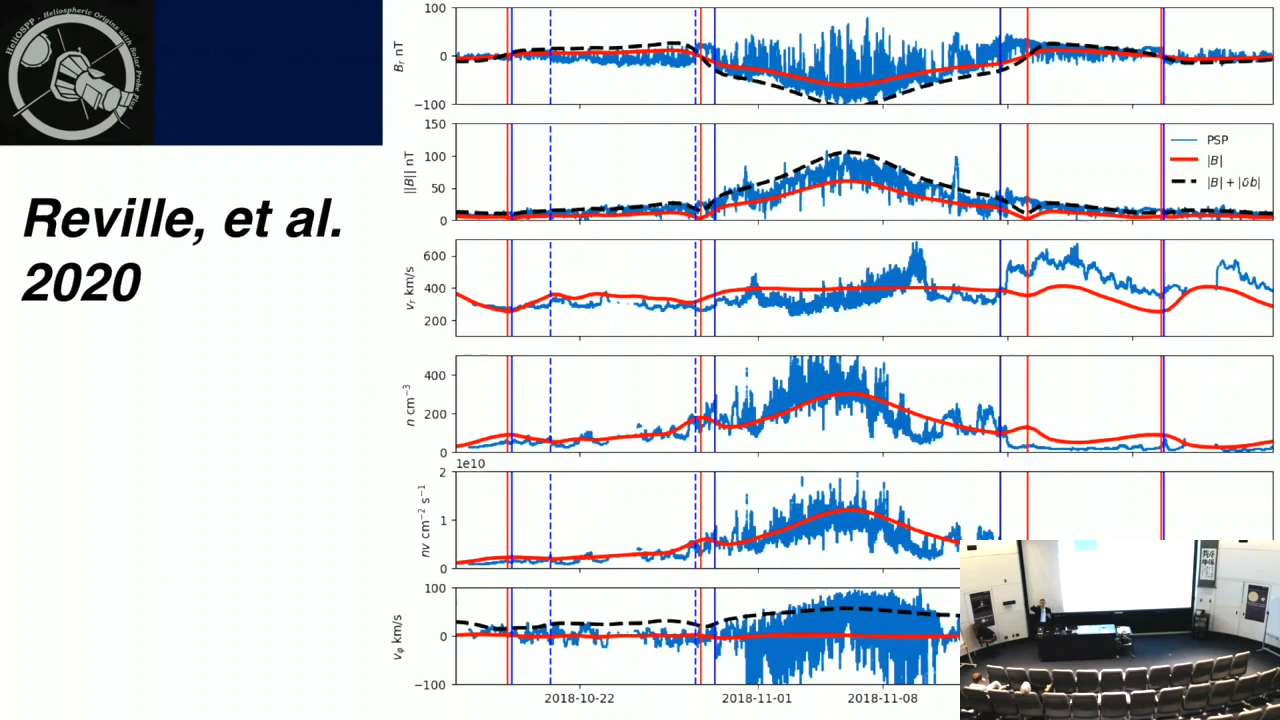 HeliOSPP - Heliospheric Origins with Solar Probe Plus
Reville, et al.
2020
B_r nT
100
0
−100
||B|| nT
150
100
50
0
PSP
|B|
|B| + |δb|
v_r km/s
600
400
200
n cm⁻³
400
200
0
1e10
nv cm⁻² s⁻¹
2
1
0
v_φ km/s
100
0
−100
2018-10-22
2018-11-01
2018-11-08